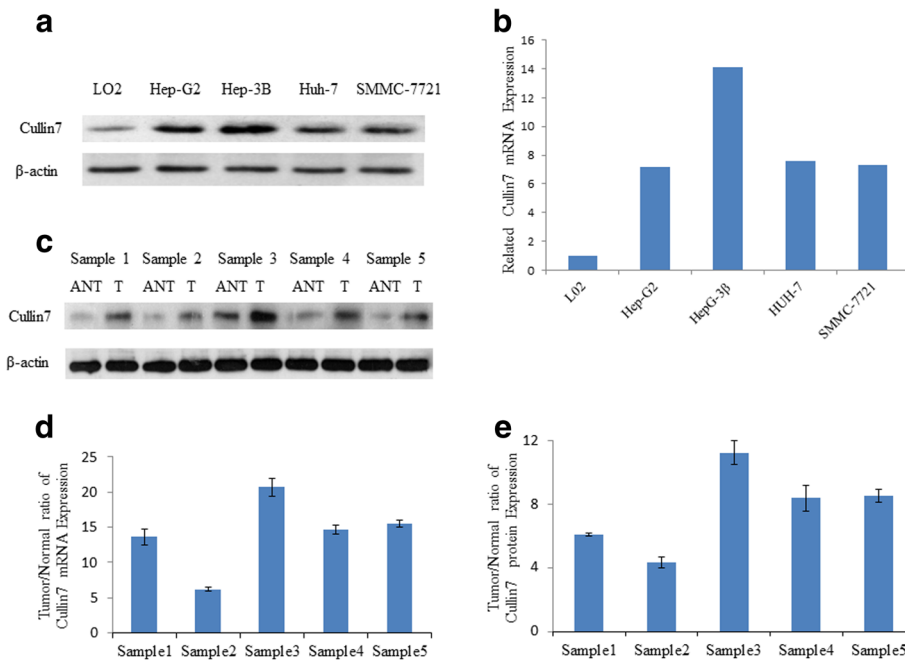 a
LO2 Hep-G2 Hep-3B Huh-7 SMMC-7721
Cullin7
β-actin
b
Related Cullin7 mRNA Expression
16
14
12
10
8
6
4
2
0
L02 Hep-G2 HepG-3β HUH-7 SMMC-7721
c
Sample 1 Sample 2 Sample 3 Sample 4 Sample 5
ANT T ANT T ANT T ANT T ANT T
Cullin7
β-actin
d
Tumor/Normal ratio of
Cullin7 mRNA Expression
25
20
15
10
5
0
Sample1 Sample2 Sample3 Sample4 Sample5
e
Tumor/Normal ratio of
Cullin7 protein Expression
12
8
4
0
Sample1 Sample2 Sample3 Sample4 Sample5